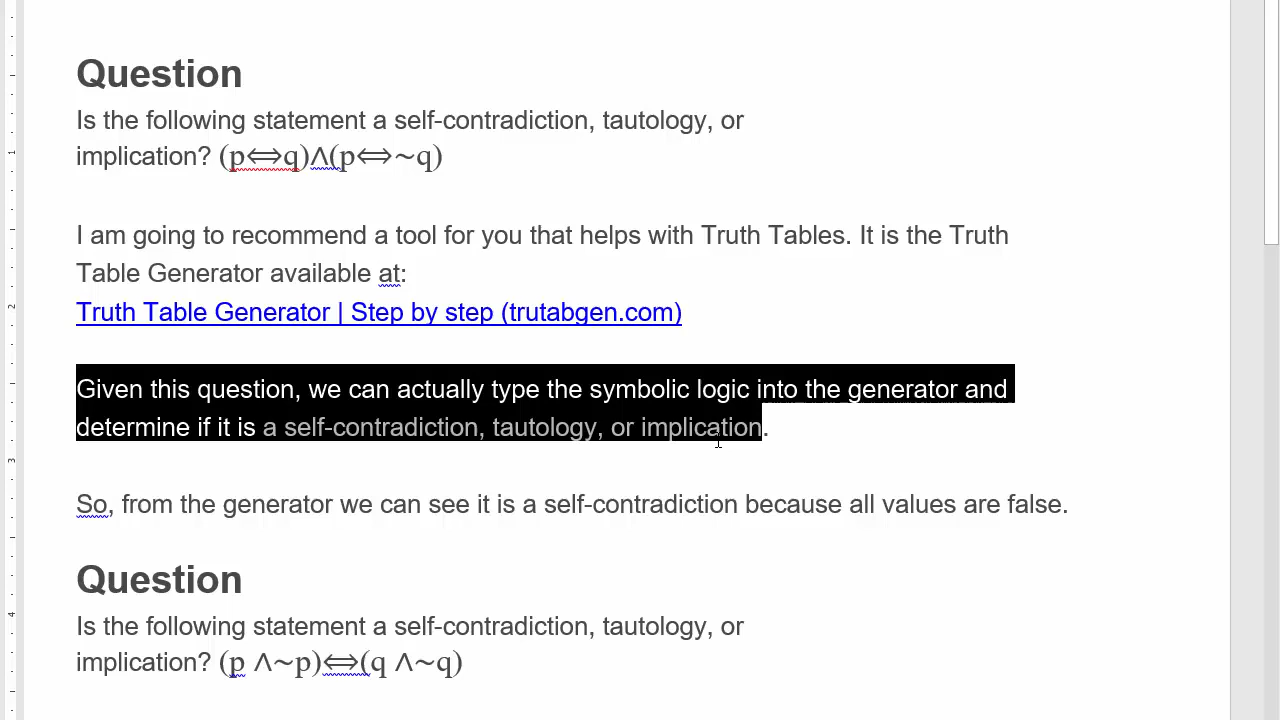 Question
Is the following statement a self-contradiction, tautology, or
implication? (p⟺q)∧(p⟺~q)
I am going to recommend a tool for you that helps with Truth Tables. It is the Truth
Table Generator available at:
Truth Table Generator | Step by step (trutabgen.com)
Given this question, we can actually type the symbolic logic into the generator and
determine if it is a self-contradiction, tautology, or implication.
So, from the generator we can see it is a self-contradiction because all values are false.
Question
Is the following statement a self-contradiction, tautology, or
implication? (p ∧~p)⟺(q ∧~q)
1
2
3
4